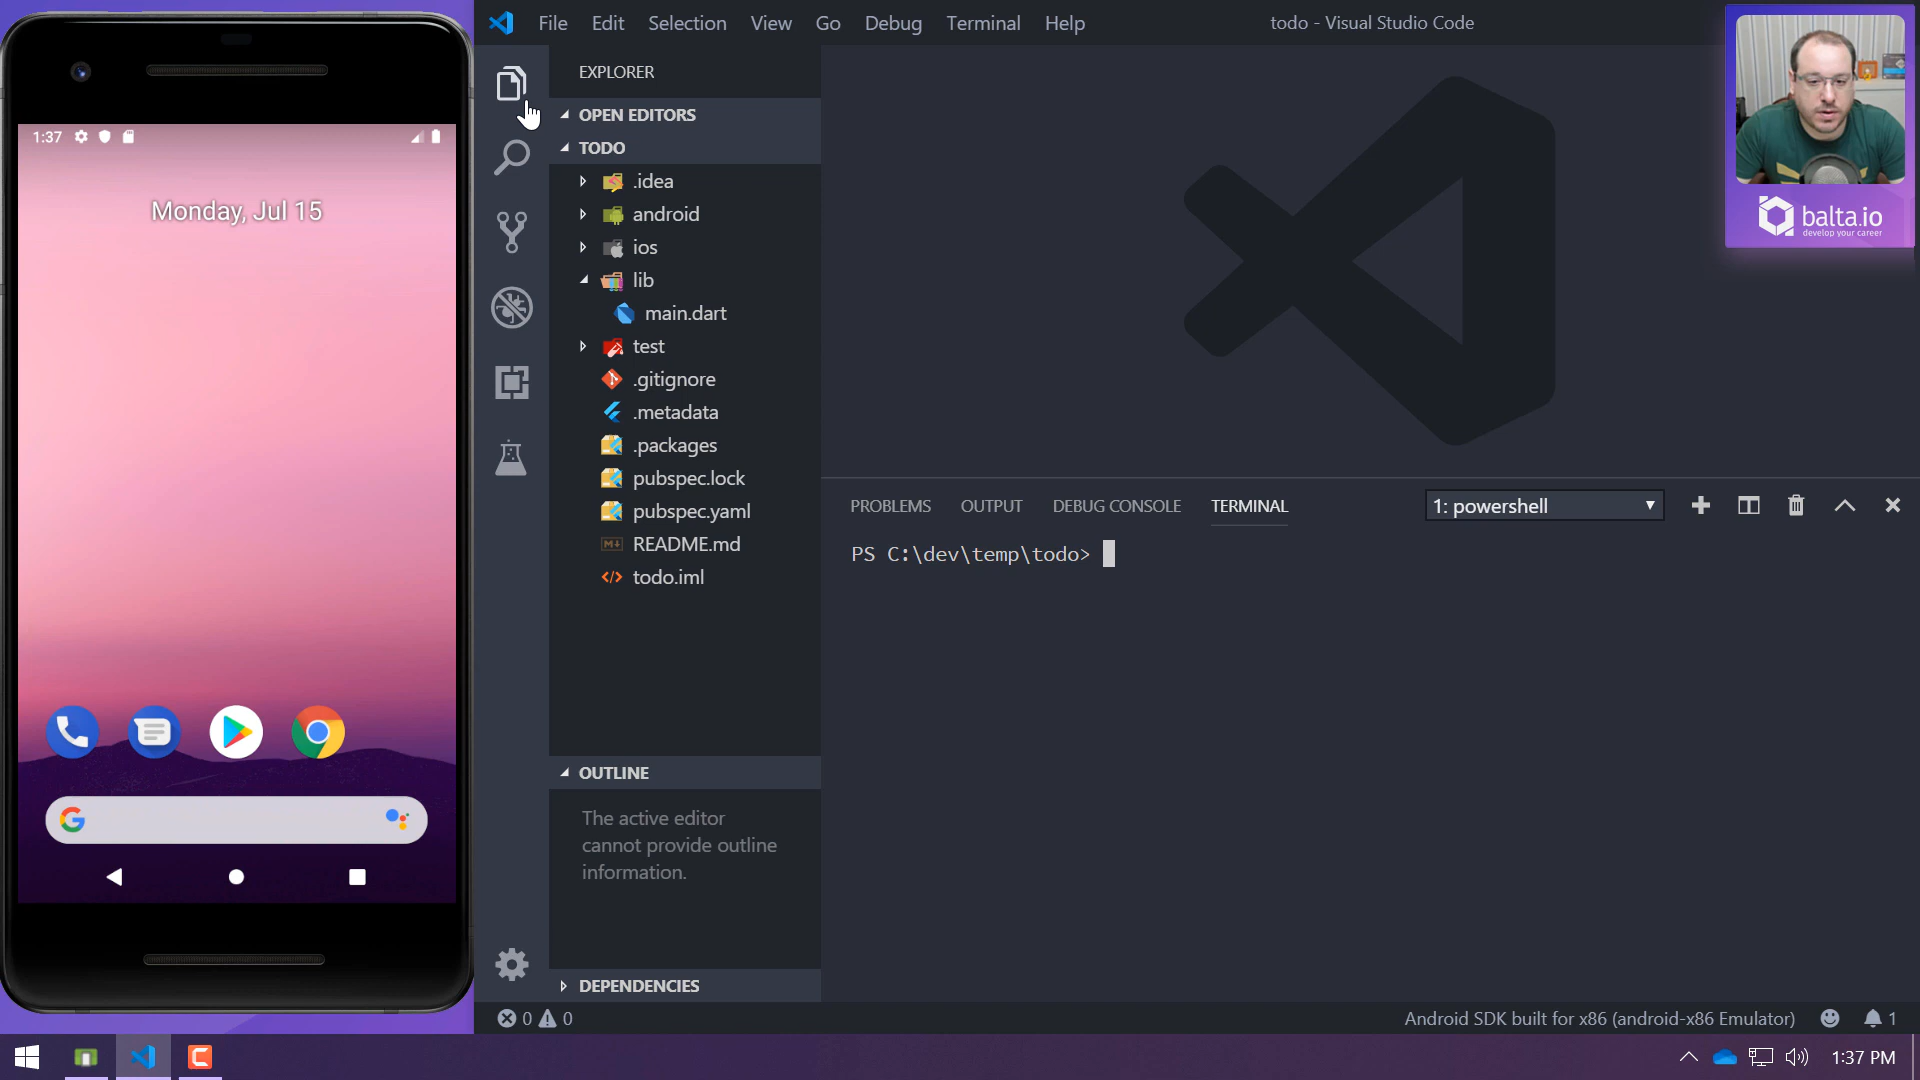 1:37
Monday, Jul 15
File Edit Selection View Go Debug Terminal Help
todo - Visual Studio Code
EXPLORER
OPEN EDITORS
TODO
.idea
android
ios
lib
main.dart
test
.gitignore
.metadata
.packages
pubspec.lock
pubspec.yaml
README.md
todo.iml
OUTLINE
The active editor
cannot provide outline
information.
DEPENDENCIES
PROBLEMS OUTPUT DEBUG CONSOLE TERMINAL
1: powershell
PS C:\dev\temp\todo>
balta.io
develop your career
0 0
Android SDK built for x86 (android-x86 Emulator)
1
1:37 PM